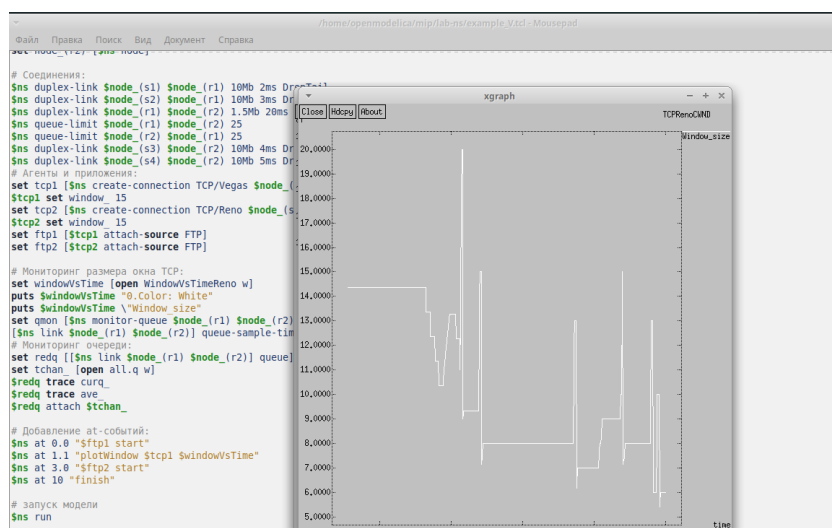 /home/openmodelica/mip/lab-ns/example_V.tcl - Mousepad
Файл Правка Поиск Вид Документ Справка
set node_(r2) [$ns node]
# Соединения:
$ns duplex-link $node_(s1) $node_(r1) 10Mb 2ms DropTail
$ns duplex-link $node_(s2) $node_(r1) 10Mb 3ms Dr
$ns duplex-link $node_(r1) $node_(r2) 1.5Mb 20ms
$ns queue-limit $node_(r1) $node_(r2) 25
$ns queue-limit $node_(r2) $node_(r1) 25
$ns duplex-link $node_(s3) $node_(r2) 10Mb 4ms Dr
$ns duplex-link $node_(s4) $node_(r2) 10Mb 5ms Dr
# Агенты и приложения:
set tcp1 [$ns create-connection TCP/Vegas $node_(
$tcp1 set window_ 15
set tcp2 [$ns create-connection TCP/Reno $node_(s
$tcp2 set window_ 15
set ftp1 [$tcp1 attach-source FTP]
set ftp2 [$tcp2 attach-source FTP]
# Мониторинг размера окна TCP:
set windowVsTime [open WindowVsTimeReno w]
puts $windowVsTime "0.Color: White"
puts $windowVsTime \"Window_size"
set qmon [$ns monitor-queue $node_(r1) $node_(r2)
[$ns link $node_(r1) $node_(r2)] queue-sample-tim
# Мониторинг очереди:
set redq [[$ns link $node_(r1) $node_(r2)] queue]
set tchan_ [open all.q w]
$redq trace curq_
$redq trace ave_
$redq attach $tchan_
# Добавление at-событий:
$ns at 0.0 "$ftp1 start"
$ns at 1.1 "plotWindow $tcp1 $windowVsTime"
$ns at 3.0 "$ftp2 start"
$ns at 10 "finish"
# запуск модели
$ns run
xgraph
Close Hdcpy About
TCPRenoCWND
Window_size
20,0000
19,0000
18,0000
17,0000
16,0000
15,0000
14,0000
13,0000
12,0000
11,0000
10,0000
9,0000
8,0000
7,0000
6,0000
5,0000
time